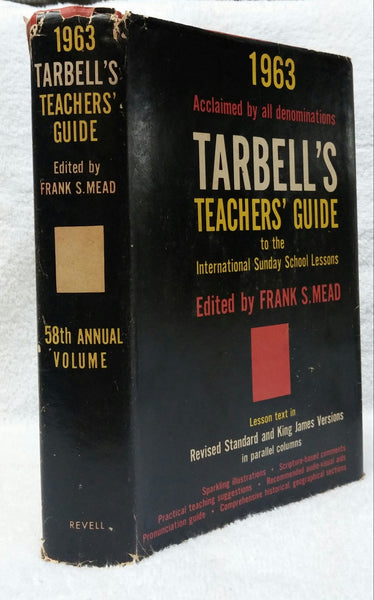 1963
TARBELL'S
TEACHERS'
GUIDE
Edited by
FRANK S. MEAD
58th ANNUAL
VOLUME
REVELL
1963
Acclaimed by all denominations
TARBELL'S
TEACHERS' GUIDE
to the
International Sunday School Lessons
Edited by FRANK S. MEAD
Lesson text in
Revised Standard and King James Versions
in parallel columns
Sparkling illustrations • Scripture-based comments
Practical teaching suggestions • Recommended audio-visual aids
Pronunciation guide • Comprehensive historical, geographical sections